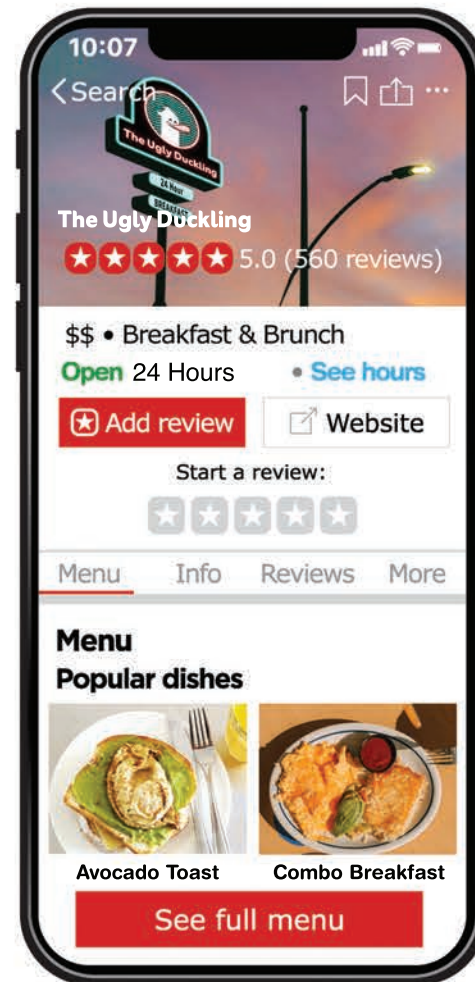 10:07
Search
The Ugly Duckling
24 Hour
BREAKFAST
The Ugly Duckling
5.0 (560 reviews)
$$ • Breakfast & Brunch
Open 24 Hours • See hours
Add review Website
Start a review:
Menu Info Reviews More
Menu
Popular dishes
Avocado Toast Combo Breakfast
See full menu